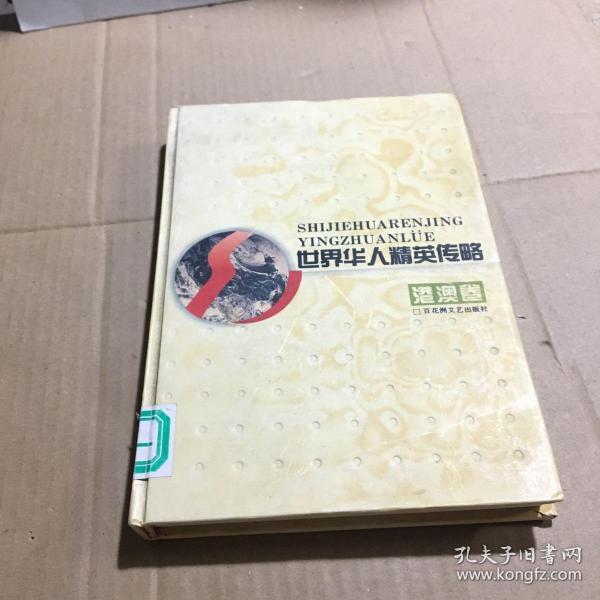 SHIJIEHUARENJING
YINGZHUANLÜE
世界华人精英传略
港澳卷
百花洲文艺出版社
一
孔夫子旧书网
www.kongfz.com